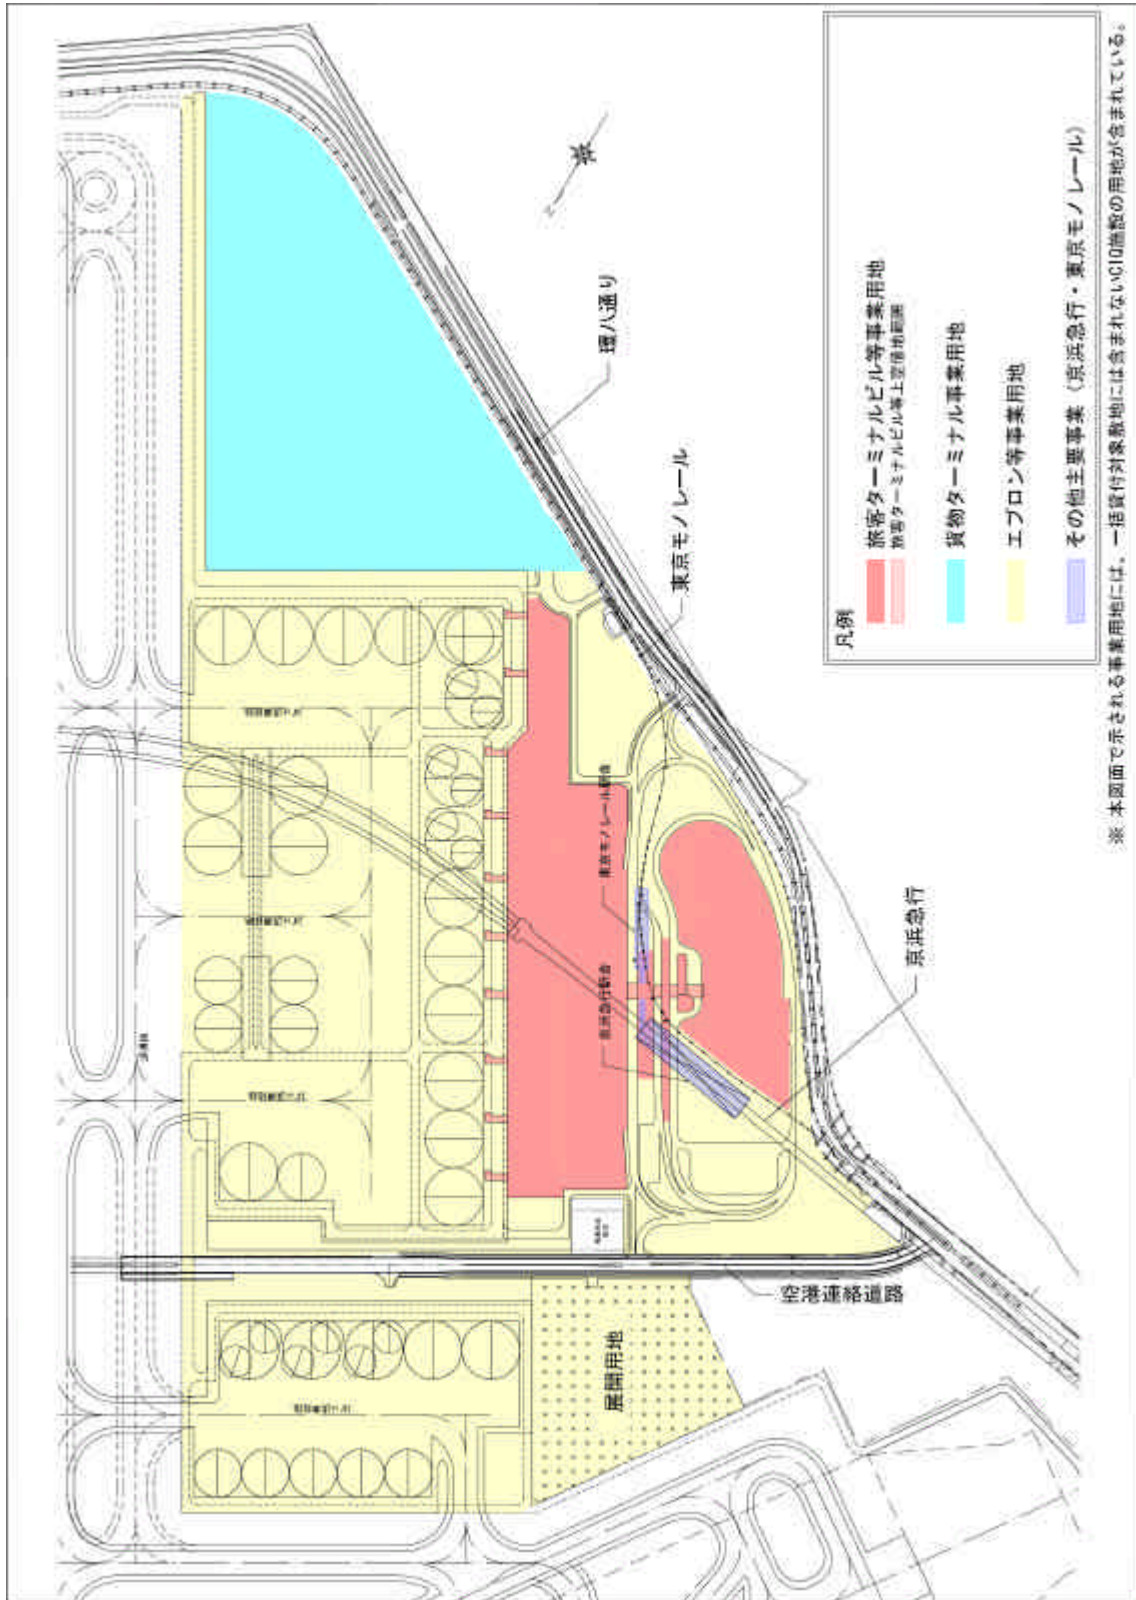 環八通り
東京モノレール
東京モノレール駅舎
京浜急行駅舎
京浜急行
空港連絡道路
展開用地
凡例
旅客ターミナルビル等事業用地
旅客ターミナルビル等上空借地範囲
貨物ターミナル事業用地
エプロン等事業用地
その他主要事業（京浜急行・東京モノレール）
※ 本図面で示される事業用地には、一括貸付対象敷地には含まれないCIQ施設の用地が含まれている。